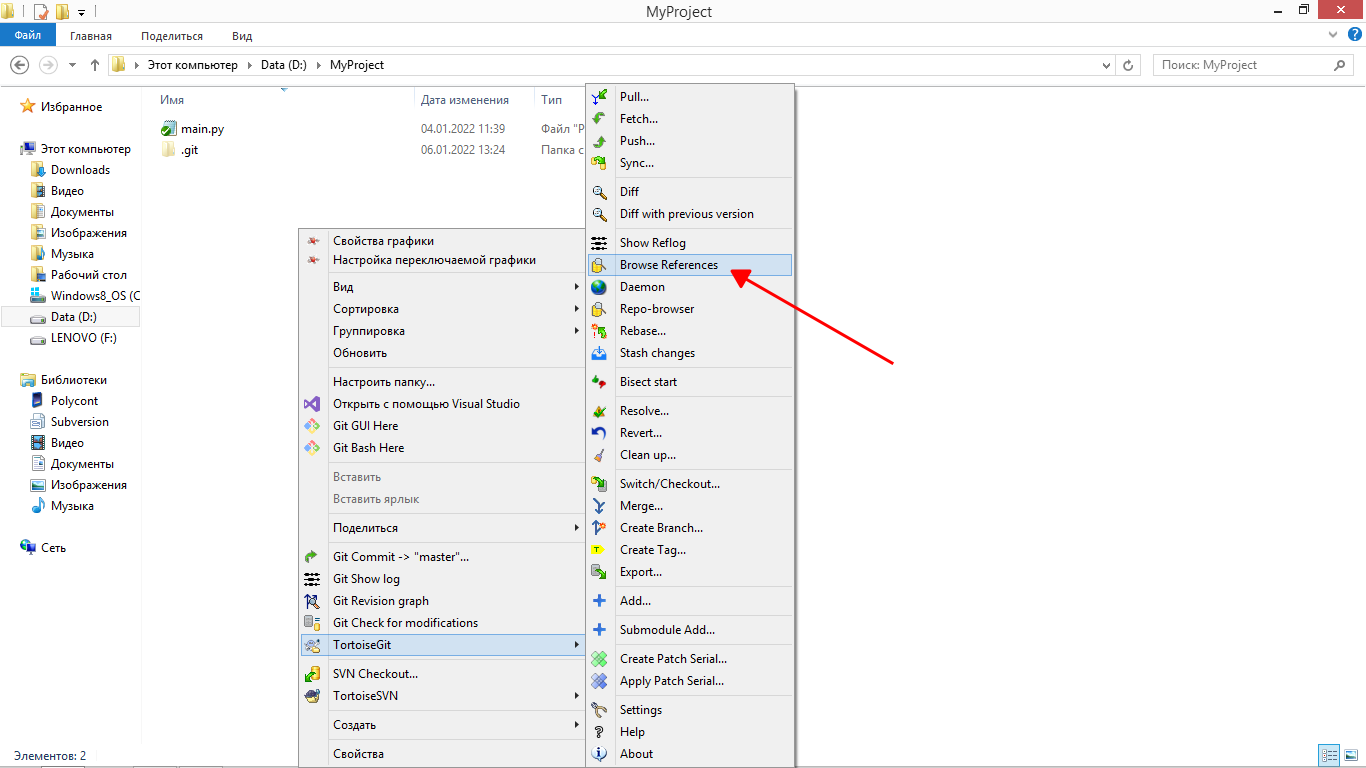 MyProject
Файл Главная Поделиться Вид
Этот компьютер Data (D:) MyProject
Поиск: MyProject
Избранное
Этот компьютер
Downloads
Видео
Документы
Изображения
Музыка
Рабочий стол
Windows8_OS (C
Data (D:)
LENOVO (F:)
Библиотеки
Polycont
Subversion
Видео
Документы
Изображения
Музыка
Сеть
Имя Дата изменения Тип
main.py 04.01.2022 11:39 Файл "P
.git 06.01.2022 13:24 Папка с
Свойства графики
Настройка переключаемой графики
Вид
Сортировка
Группировка
Обновить
Настроить папку...
Открыть с помощью Visual Studio
Git GUI Here
Git Bash Here
Вставить
Вставить ярлык
Поделиться
Git Commit -> "master"...
Git Show log
Git Revision graph
Git Check for modifications
TortoiseGit
SVN Checkout...
TortoiseSVN
Создать
Свойства
Pull...
Fetch...
Push...
Sync...
Diff
Diff with previous version
Show Reflog
Browse References
Daemon
Repo-browser
Rebase...
Stash changes
Bisect start
Resolve...
Revert...
Clean up...
Switch/Checkout...
Merge...
Create Branch...
Create Tag...
Export...
Add...
Submodule Add...
Create Patch Serial...
Apply Patch Serial...
Settings
Help
About
Элементов: 2